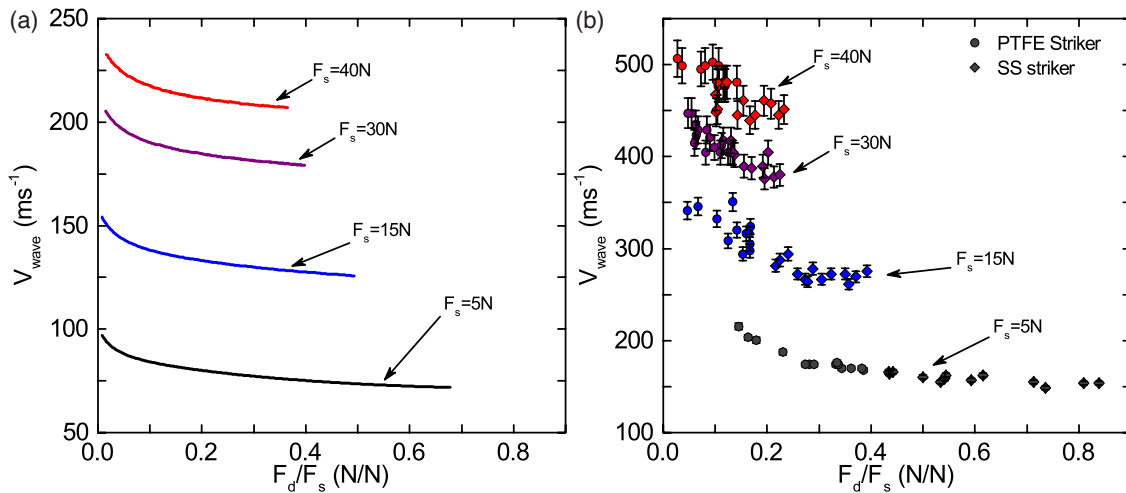 (a)
250
200
150
100
50
V_wave (ms⁻¹)
F_s=40N
F_s=30N
F_s=15N
F_s=5N
0.0 0.2 0.4 0.6 0.8
F_d/F_s (N/N)
(b)
500
400
300
200
100
V_wave (ms⁻¹)
PTFE Striker
SS striker
F_s=40N
F_s=30N
F_s=15N
F_s=5N
0.0 0.2 0.4 0.6 0.8
F_d/F_s (N/N)